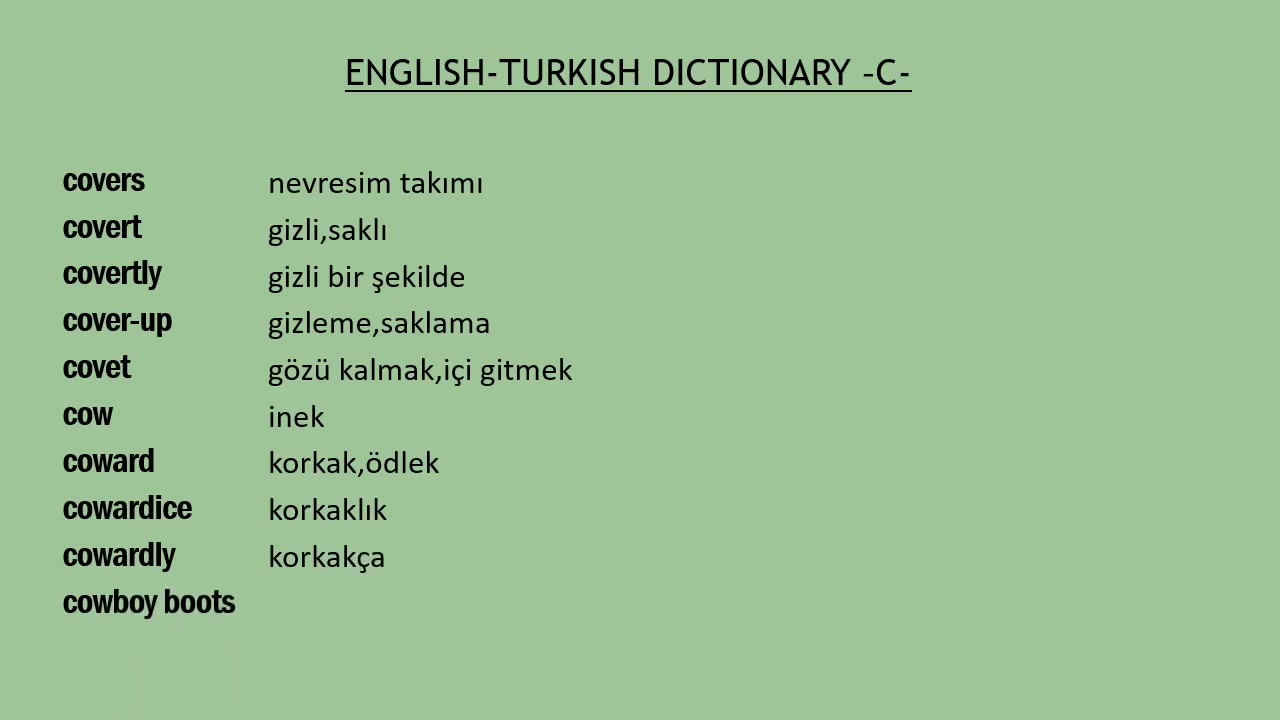 ENGLISH-TURKISH DICTIONARY –C-
covers nevresim takımı
covert gizli,saklı
covertly gizli bir şekilde
cover-up gizleme,saklama
covet gözü kalmak,içi gitmek
cow inek
coward korkak,ödlek
cowardice korkaklık
cowardly korkakça
cowboy boots